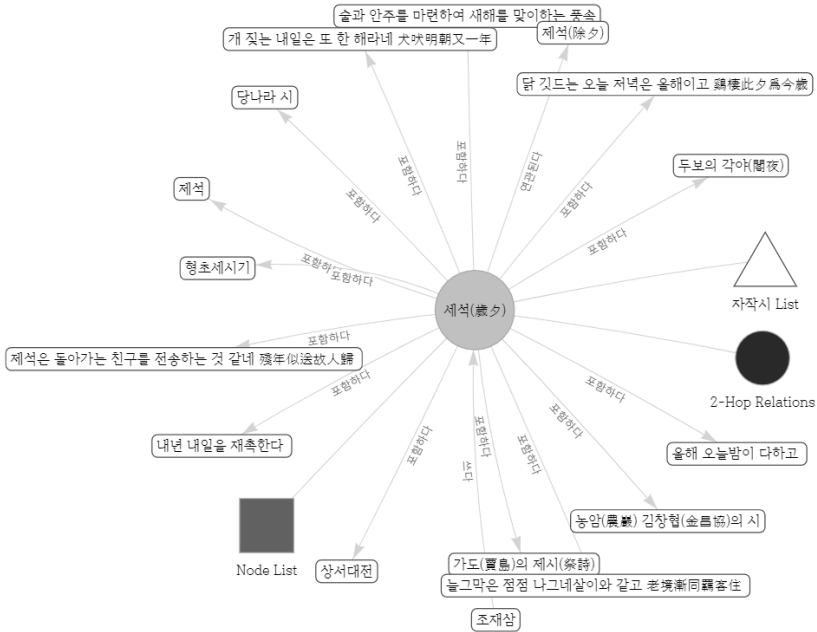 술과 안주를 마련하여 새해를 맞이하는 풍속
제석(除夕)
개 짖는 내일은 또 한 해라네 犬吠明朝又一年
닭 깃드는 오늘 저녁은 올해이고 鷄棲此夕爲今歲
당나라 시
포함하다
포함하다
연관된다
포함하다
두보의 각야(閣夜)
제석
포함하다
포함하다
형초세시기
포함하다
포함하다
세석(歲夕)
자작시 List
포함하다
제석은 돌아가는 친구를 전송하는 것 같네 殘年似送故人歸
2-Hop Relations
포함하다
포함하다
내년 내일을 재촉한다
포함하다
포함하다
쓰다
포함하다
포함하다
올해 오늘밤이 다하고
농암(農巖) 김창협(金昌協)의 시
Node List
상서대전
가도(賈島)의 제시(祭詩)
늘그막은 점점 나그네살이와 같고 老境漸同羈客住
조재삼